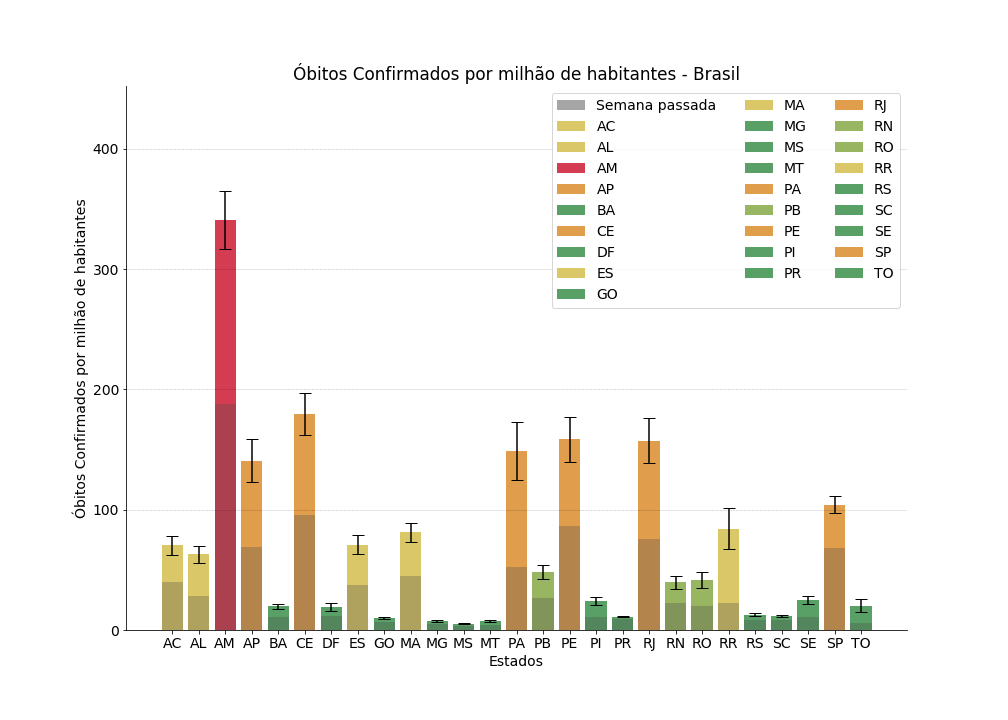 Óbitos Confirmados por milhão de habitantes - Brasil
Óbitos Confirmados por milhão de habitantes
400
300
200
100
0
Semana passada
AC
AL
AM
AP
BA
CE
DF
ES
GO
MA
MG
MS
MT
PA
PB
PE
PI
PR
RJ
RN
RO
RR
RS
SC
SE
SP
TO
AC AL AM AP BA CE DF ES GO MA MG MS MT PA PB PE PI PR RJ RN RO RR RS SC SE SP TO
Estados